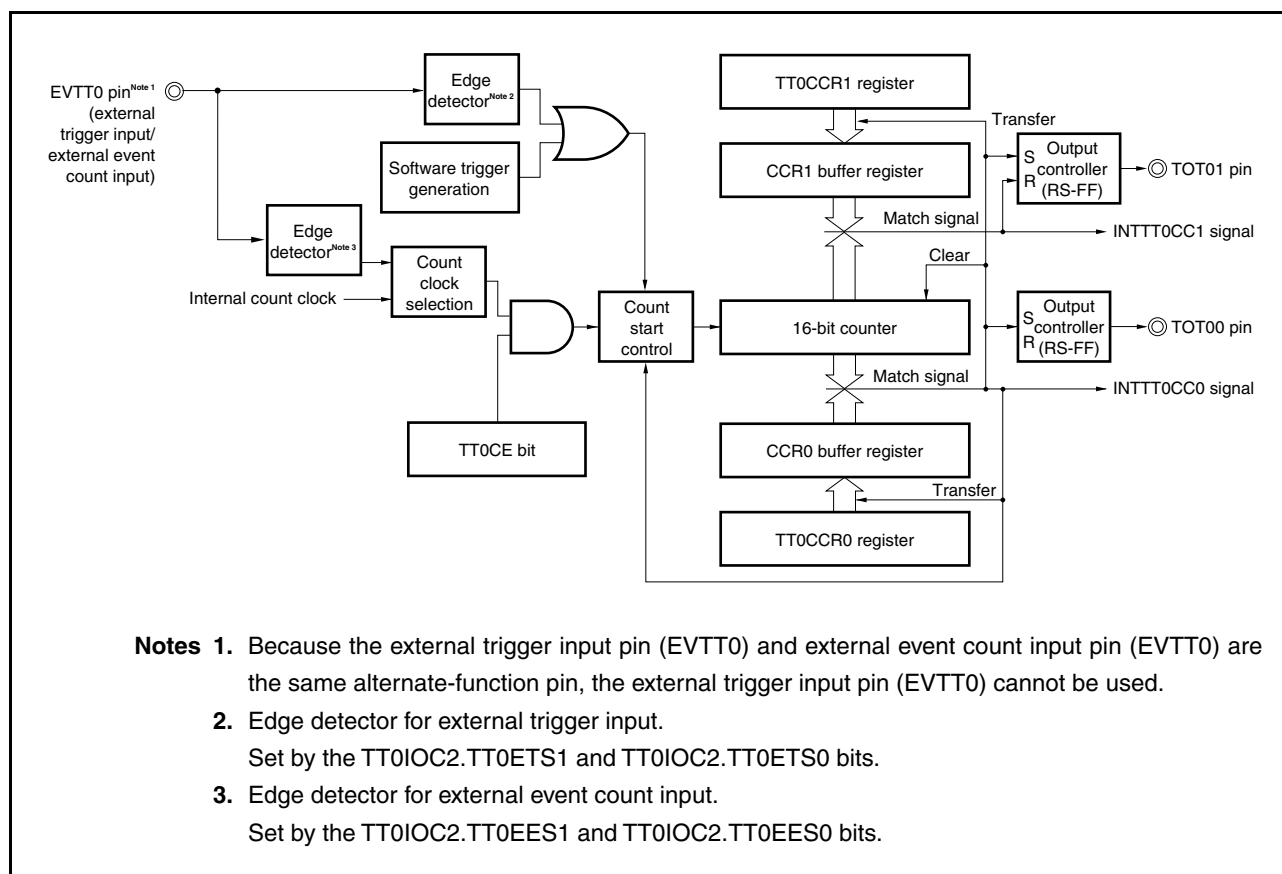 EVTT0 pinNote 1
(external
trigger input/
external event
count input)
Edge
detectorNote 2
Software trigger
generation
Edge
detectorNote 3
Internal count clock
Count
clock
selection
TT0CE bit
Count
start
control
TT0CCR1 register
Transfer
CCR1 buffer register
Match signal
Clear
16-bit counter
Match signal
CCR0 buffer register
Transfer
TT0CCR0 register
S
R
Output
controller
(RS-FF)
TOT01 pin
INTTT0CC1 signal
S
R
Output
controller
(RS-FF)
TOT00 pin
INTTT0CC0 signal
Notes 1. Because the external trigger input pin (EVTT0) and external event count input pin (EVTT0) are
the same alternate-function pin, the external trigger input pin (EVTT0) cannot be used.
2. Edge detector for external trigger input.
Set by the TT0IOC2.TT0ETS1 and TT0IOC2.TT0ETS0 bits.
3. Edge detector for external event count input.
Set by the TT0IOC2.TT0EES1 and TT0IOC2.TT0EES0 bits.